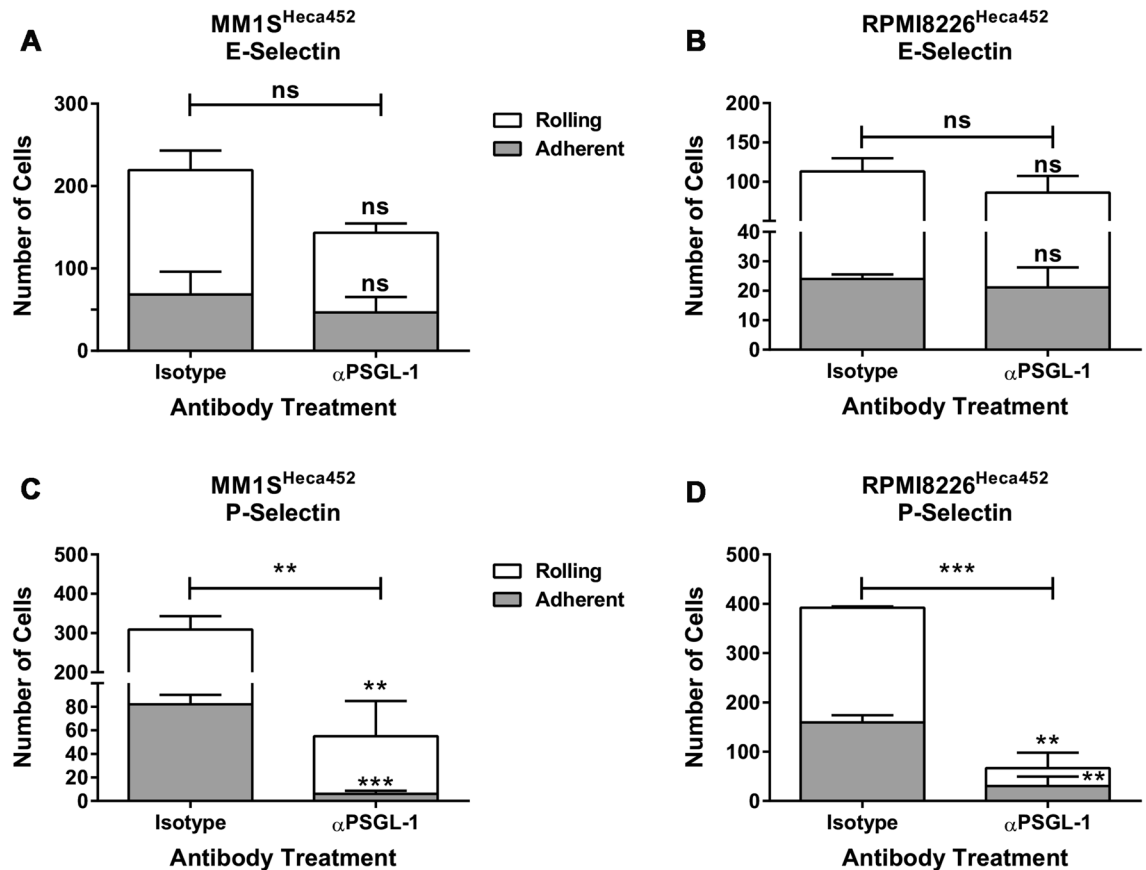 A
MM1S^Heca452
E-Selectin
Number of Cells
300
200
100
0
ns
ns
ns
Isotype
αPSGL-1
Antibody Treatment
Rolling
Adherent
B
RPMI8226^Heca452
E-Selectin
Number of Cells
200
150
100
40
30
20
10
0
ns
ns
ns
Isotype
αPSGL-1
Antibody Treatment
C
MM1S^Heca452
P-Selectin
Number of Cells
500
400
300
200
80
60
40
20
0
**
**
***
Isotype
αPSGL-1
Antibody Treatment
Rolling
Adherent
D
RPMI8226^Heca452
P-Selectin
Number of Cells
500
400
300
200
100
0
***
**
**
Isotype
αPSGL-1
Antibody Treatment